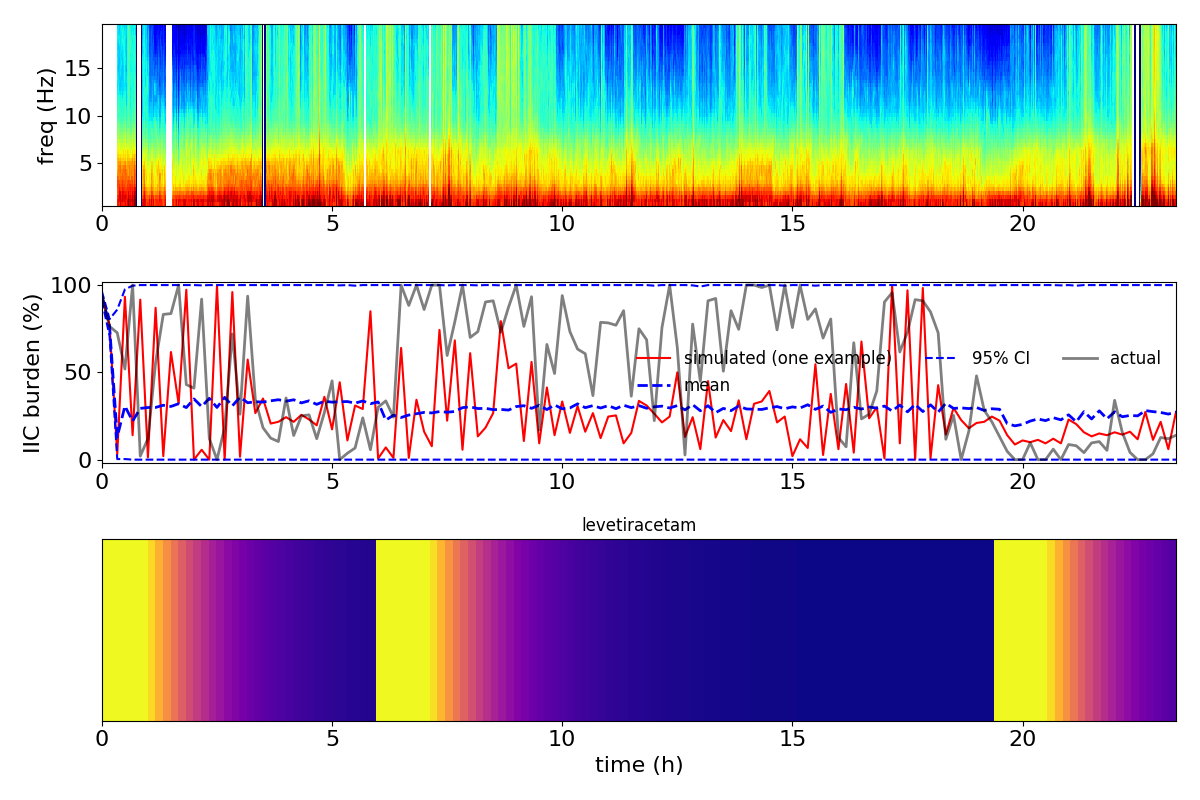 freq (Hz)
15
10
5
0 5 10 15 20
IIC burden (%)
100
50
0
simulated (one example) 95% CI actual
mean
0 5 10 15 20
levetiracetam
0 5 10 15 20
time (h)